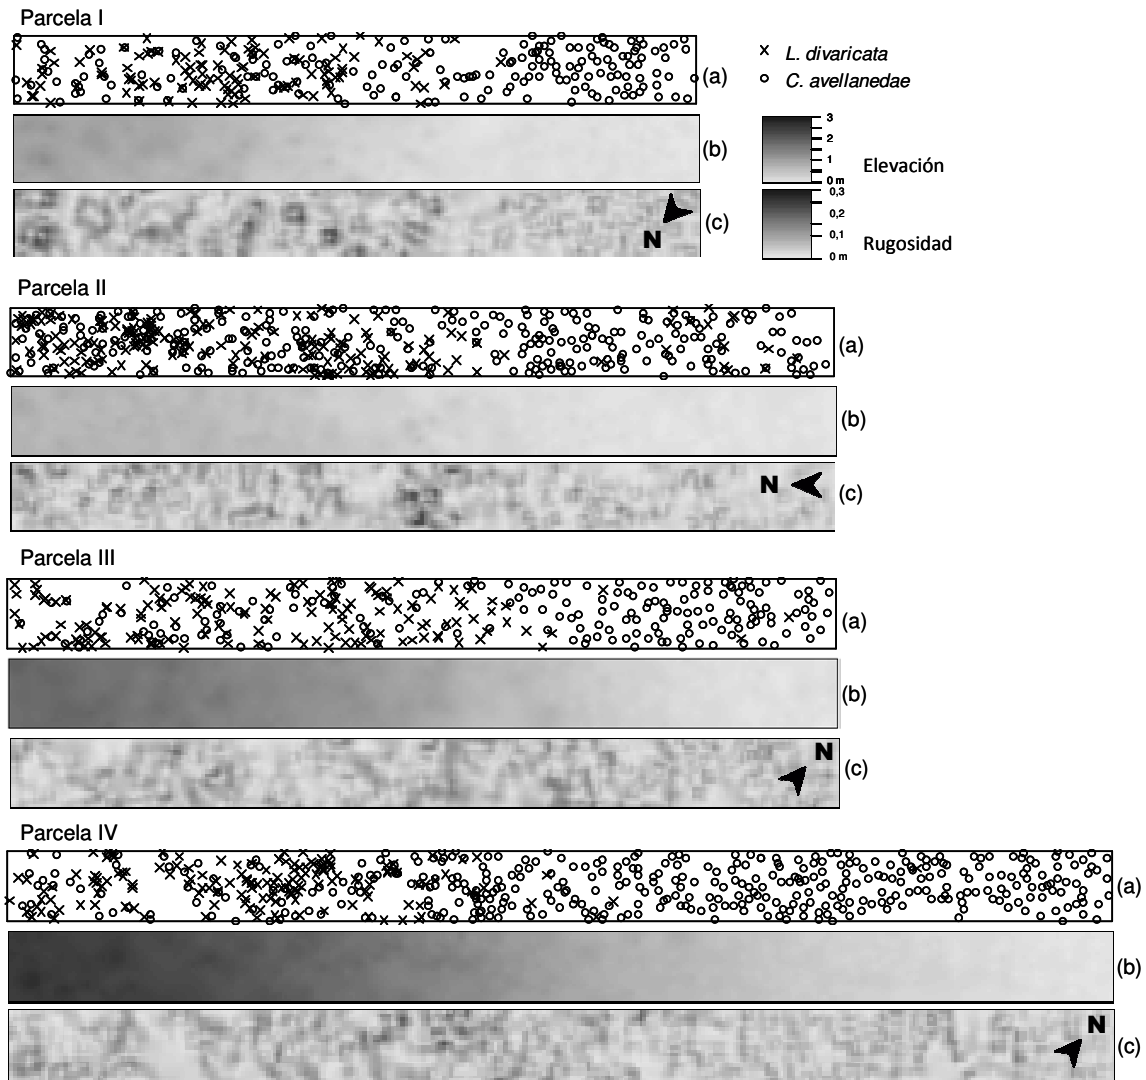 Parcela I
(a)
L. divaricata
C. avellanedae
(b)
3
2
1
0 m
Elevación
0,3
0,2
0,1
0 m
Rugosidad
N
(c)
Parcela II
(a)
(b)
N
(c)
Parcela III
(a)
(b)
N
(c)
Parcela IV
(a)
(b)
N
(c)